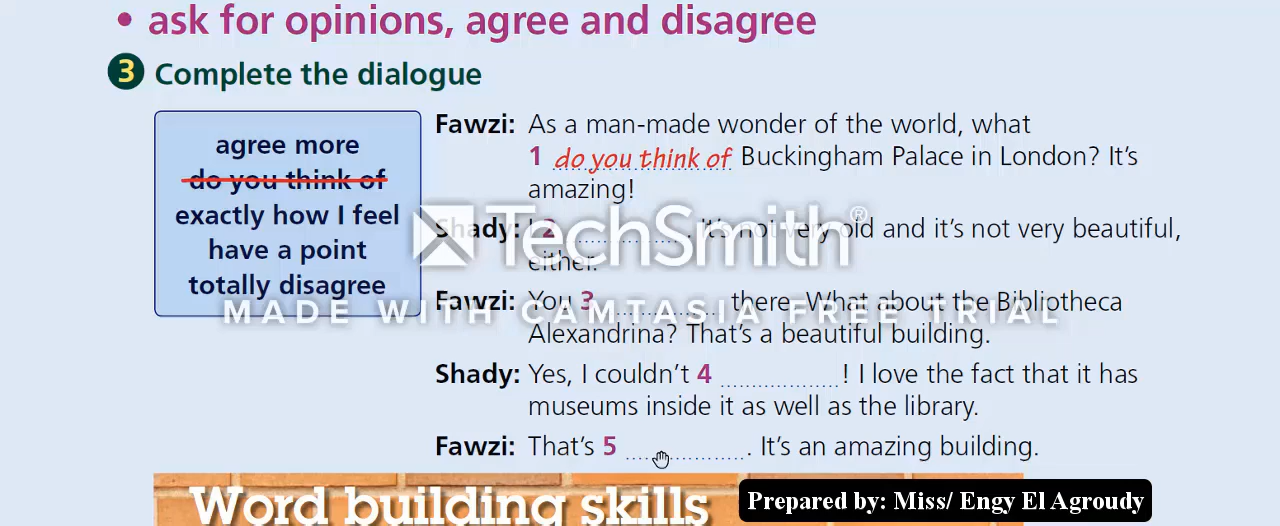 • ask for opinions, agree and disagree
3 Complete the dialogue
agree more
do you think of
exactly how I feel
have a point
totally disagree
Fawzi: As a man-made wonder of the world, what
1 do you think of Buckingham Palace in London? It's
amazing!
Shady: I 2 .................... . It's not very old and it's not very beautiful,
either.
Fawzi: You 3 .................... there. What about the Bibliotheca
Alexandrina? That's a beautiful building.
Shady: Yes, I couldn't 4 .................... ! I love the fact that it has
museums inside it as well as the library.
Fawzi: That's 5 .................... . It's an amazing building.
TechSmith®
MADE WITH CAMTASIA FREE TRIAL
Word building skills
Prepared by: Miss/ Engy El Agroudy